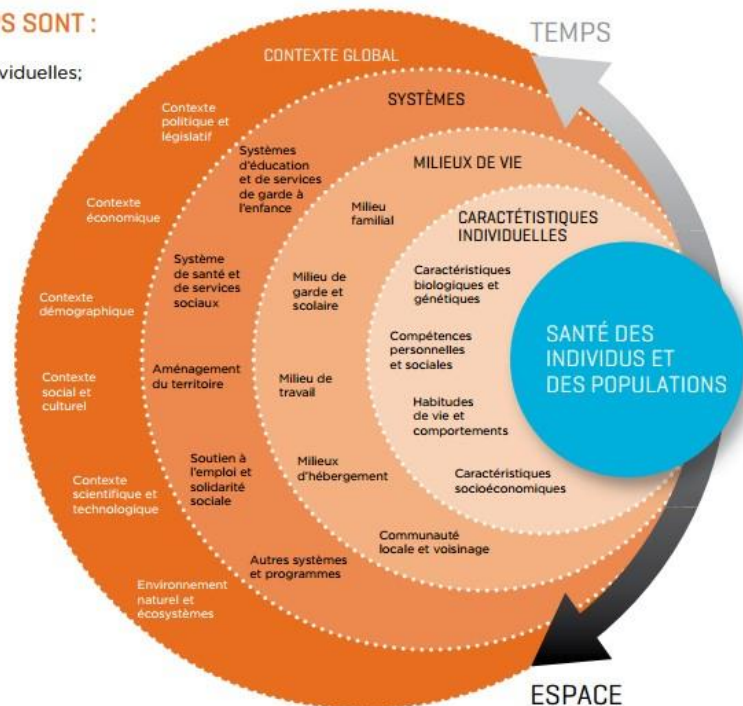 PS SONT :
viduelles;
TEMPS
CONTEXTE GLOBAL
Contexte
politique et
législatif
Contexte
économique
Contexte
démographique
Contexte
social et
culturel
Contexte
scientifique et
technologique
Environnement
naturel et
écosystèmes
SYSTÈMES
Systèmes
d'éducation
et de services
de garde à
l'enfance
Système
de santé et
de services
sociaux
Aménagement
du territoire
Soutien à
l'emploi et
solidarité
sociale
Autres systèmes
et programmes
MILIEUX DE VIE
Milieu
familial
Milieu de
garde et
scolaire
Milieu de
travail
Milieux
d'hébergement
Communauté
locale et voisinage
CARACTÉTISTIQUES
INDIVIDUELLES
Caractéristiques
biologiques et
génétiques
Compétences
personnelles
et sociales
Habitudes
de vie et
comportements
Caractéristiques
socioéconomiques
SANTÉ DES
INDIVIDUS ET
DES POPULATIONS
ESPACE